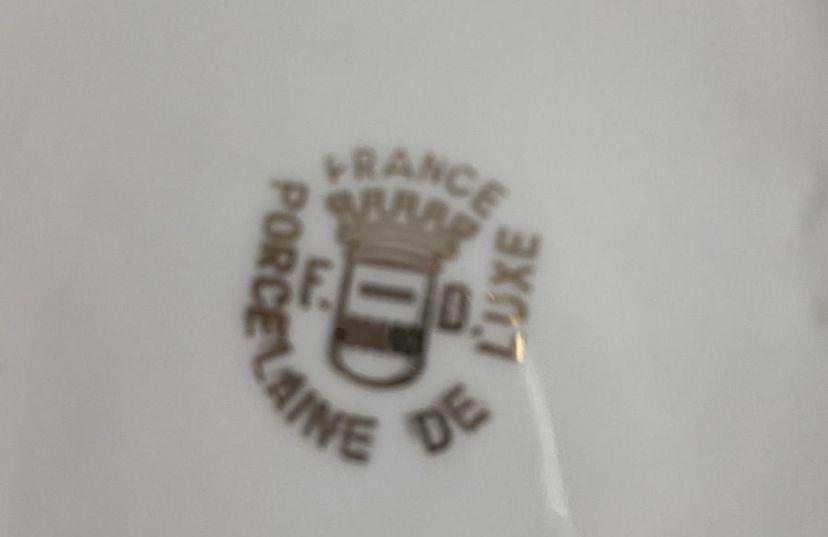 FRANCE
PORCELAINE DE LUXE
F. D.